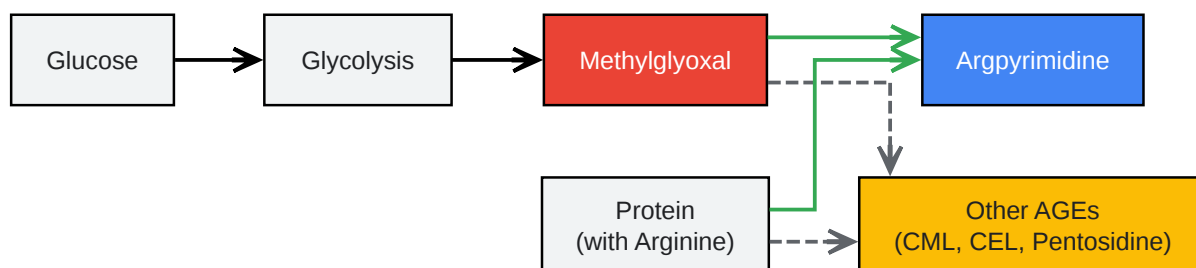 Glucose
Glycolysis
Methylglyoxal
Argpyrimidine
Protein
(with Arginine)
Other AGEs
(CML, CEL, Pentosidine)